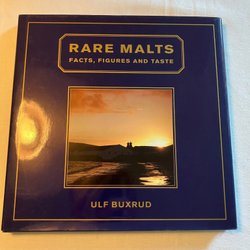 RARE MALTS
FACTS, FIGURES AND TASTE
ULF BUXRUD